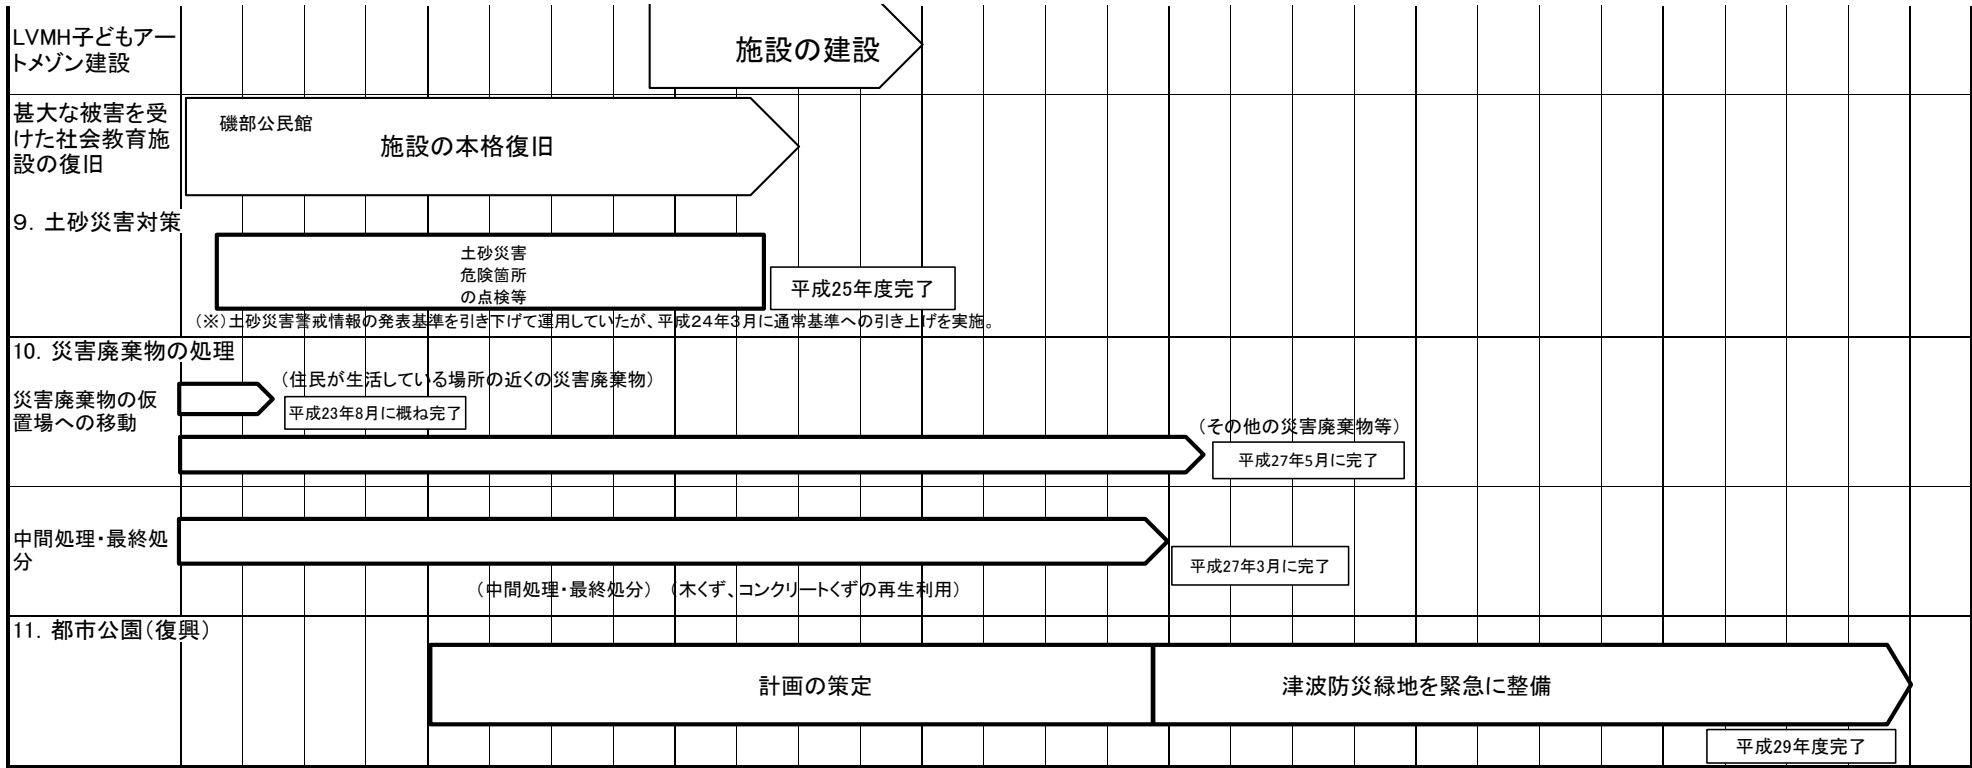 LVMH子どもアー
トメゾン建設
施設の建設
甚大な被害を受
けた社会教育施
設の復旧
磯部公民館
施設の本格復旧
9．土砂災害対策
土砂災害
危険箇所
の点検等
平成25年度完了
（※）土砂災害警戒情報の発表基準を引き下げて運用していたが、平成２４年３月に通常基準への引き上げを実施。
10．災害廃棄物の処理
災害廃棄物の仮
置場への移動
（住民が生活している場所の近くの災害廃棄物）
平成23年8月に概ね完了
（その他の災害廃棄物等）
平成27年5月に完了
中間処理・最終処
分
平成27年3月に完了
（中間処理・最終処分）　（木くず、コンクリートくずの再生利用）
11．都市公園（復興）
計画の策定
津波防災緑地を緊急に整備
平成29年度完了